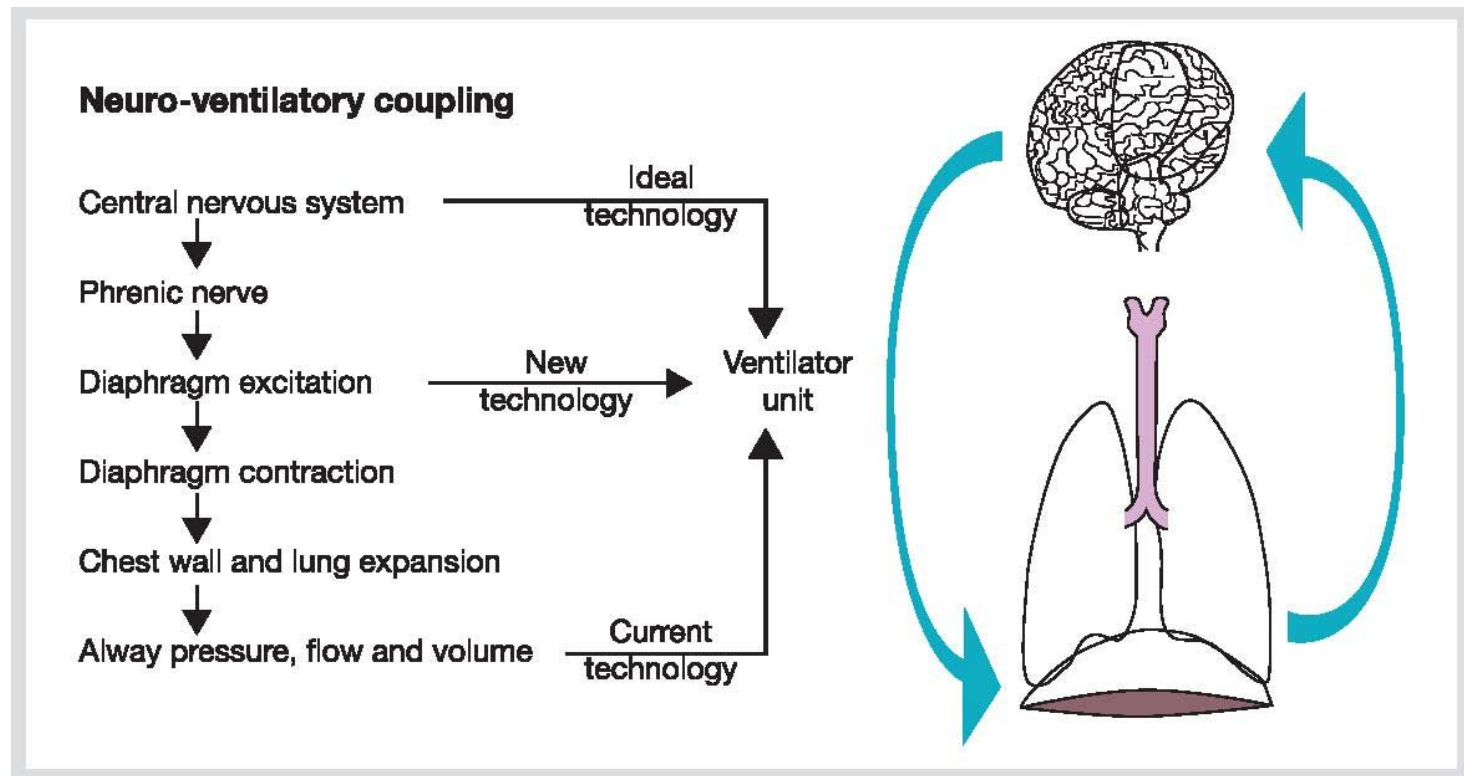 Neuro-ventilatory coupling
Central nervous system
Ideal
technology
Phrenic nerve
Diaphragm excitation
New
technology
Ventilator
unit
Diaphragm contraction
Chest wall and lung expansion
Alway pressure, flow and volume
Current
technology